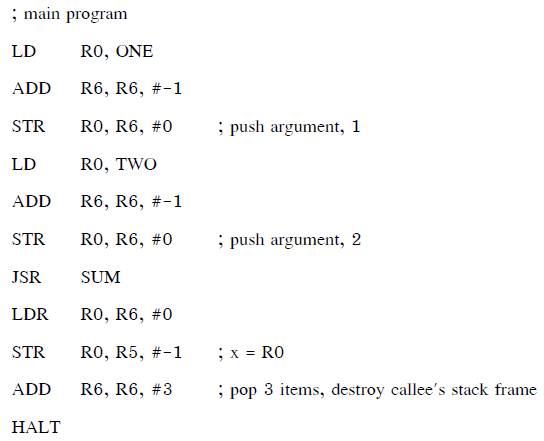 ; main program
LD R0, ONE
ADD R6, R6, #-1
STR R0, R6, #0 ; push argument, 1
LD R0, TWO
ADD R6, R6, #-1
STR R0, R6, #0 ; push argument, 2
JSR SUM
LDR R0, R6, #0
STR R0, R5, #-1 ; x = R0
ADD R6, R6, #3 ; pop 3 items, destroy callee's stack frame
HALT